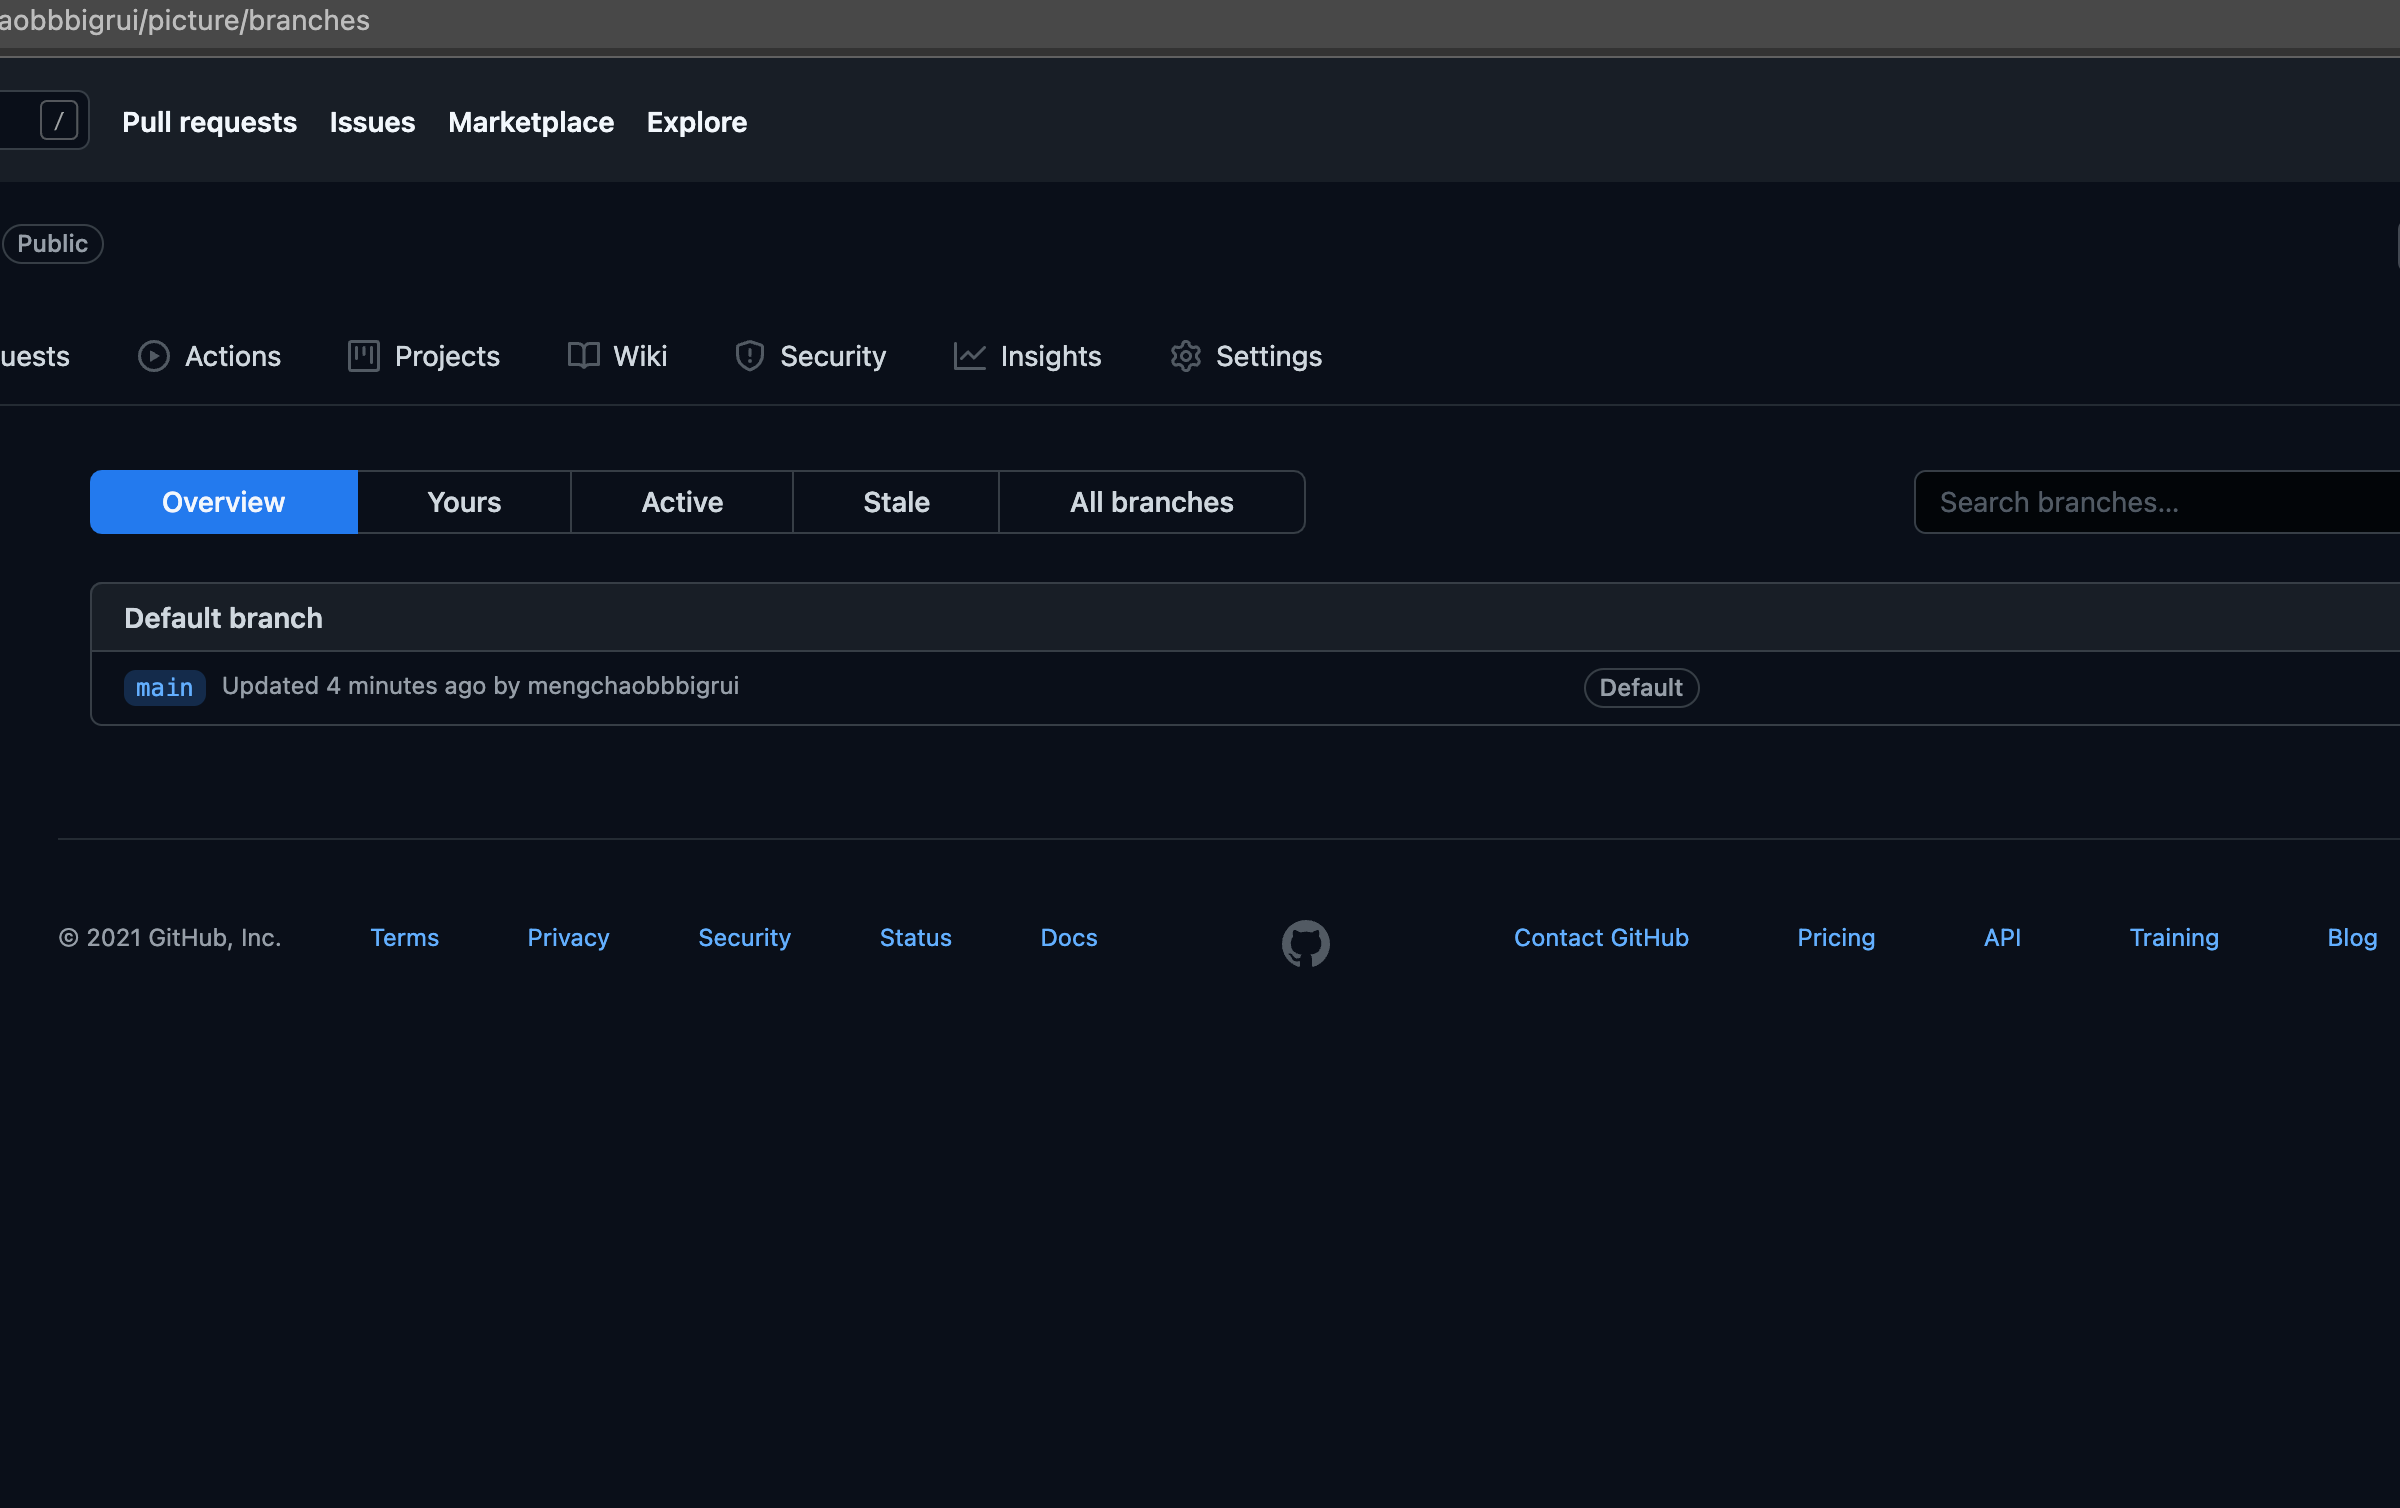 aobbbigrui/picture/branches
/ Pull requests Issues Marketplace Explore
Public
uests Actions Projects Wiki Security Insights Settings
Overview Yours Active Stale All branches Search branches...
Default branch
main Updated 4 minutes ago by mengchaobbbigrui Default
© 2021 GitHub, Inc. Terms Privacy Security Status Docs Contact GitHub Pricing API Training Blog